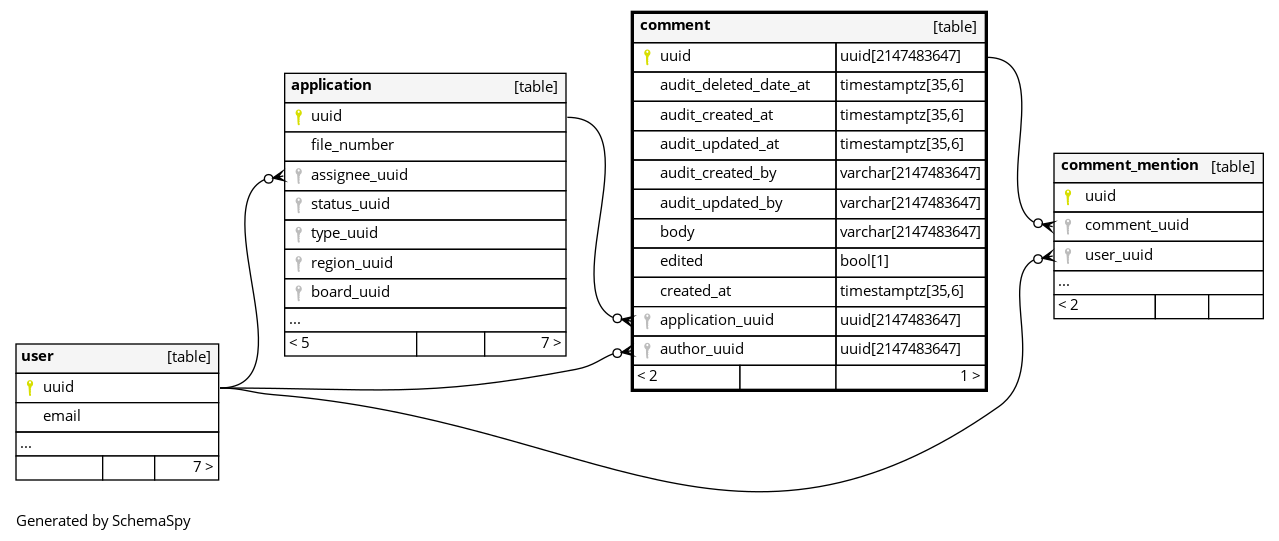 comment [table]
uuid uuid[2147483647]
audit_deleted_date_at timestamptz[35,6]
audit_created_at timestamptz[35,6]
audit_updated_at timestamptz[35,6]
audit_created_by varchar[2147483647]
audit_updated_by varchar[2147483647]
body varchar[2147483647]
edited bool[1]
created_at timestamptz[35,6]
application_uuid uuid[2147483647]
author_uuid uuid[2147483647]
< 2 1 >
application [table]
uuid
file_number
assignee_uuid
status_uuid
type_uuid
region_uuid
board_uuid
...
< 5 7 >
comment_mention [table]
uuid
comment_uuid
user_uuid
...
< 2
user [table]
uuid
email
...
7 >
Generated by SchemaSpy